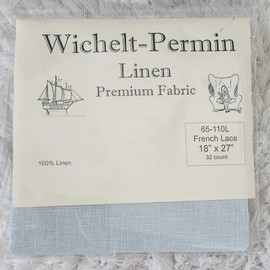 Wichelt-Permin
Linen
Premium Fabric
65-110L
French Lace
18" x 27"
32 count
100% Linen